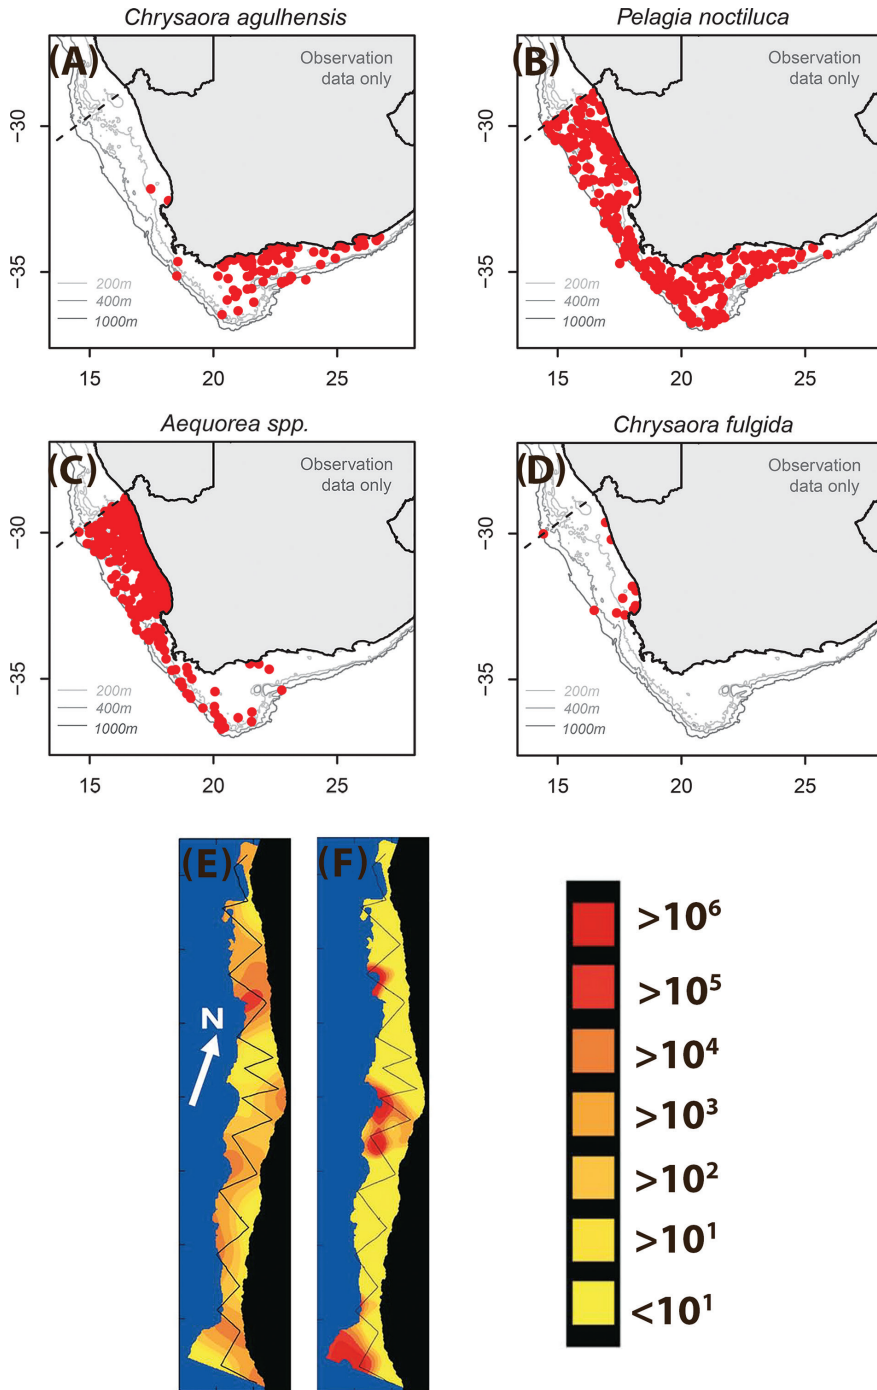 Chrysaora agulhensis
(A)
Observation
data only
−30
−35
200m
400m
1000m
15
20
25
Pelagia noctiluca
(B)
Observation
data only
−30
−35
200m
400m
1000m
15
20
25
Aequorea spp.
(C)
Observation
data only
−30
−35
200m
400m
1000m
15
20
25
Chrysaora fulgida
(D)
Observation
data only
−30
−35
200m
400m
1000m
15
20
25
(E)
N
(F)
>10⁶
>10⁵
>10⁴
>10³
>10²
>10¹
<10¹